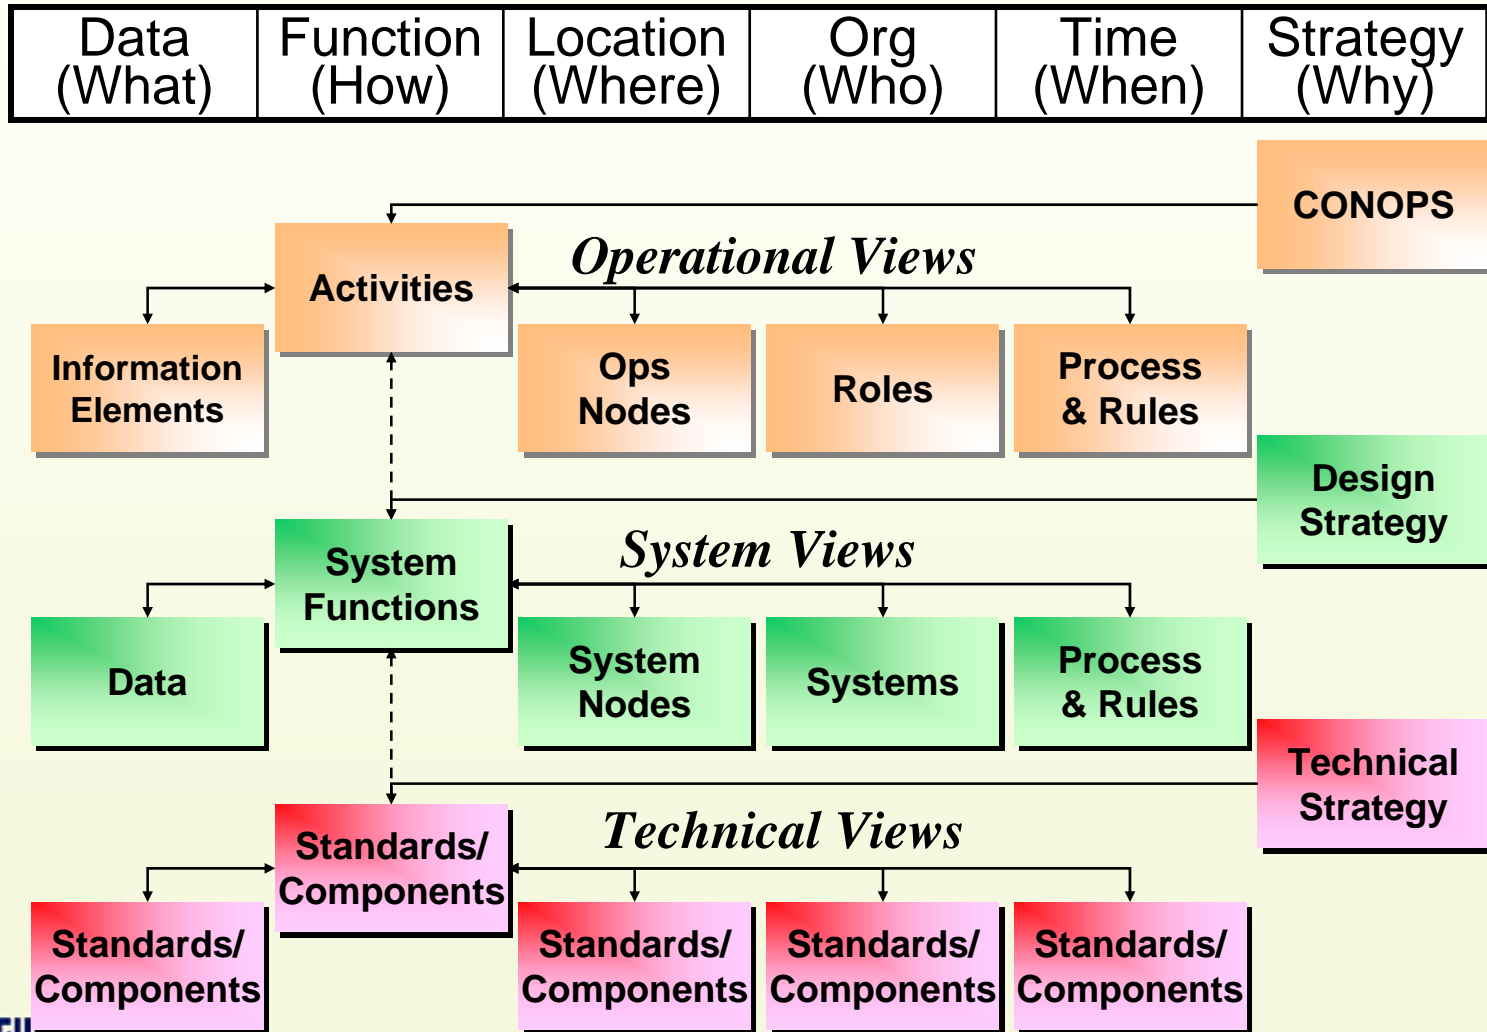 Data
(What)
Function
(How)
Location
(Where)
Org
(Who)
Time
(When)
Strategy
(Why)
CONOPS
Operational Views
Activities
Information
Elements
Ops
Nodes
Roles
Process
& Rules
Design
Strategy
System Views
System
Functions
Data
System
Nodes
Systems
Process
& Rules
Technical
Strategy
Technical Views
Standards/
Components
Standards/
Components
Standards/
Components
Standards/
Components
Standards/
Components